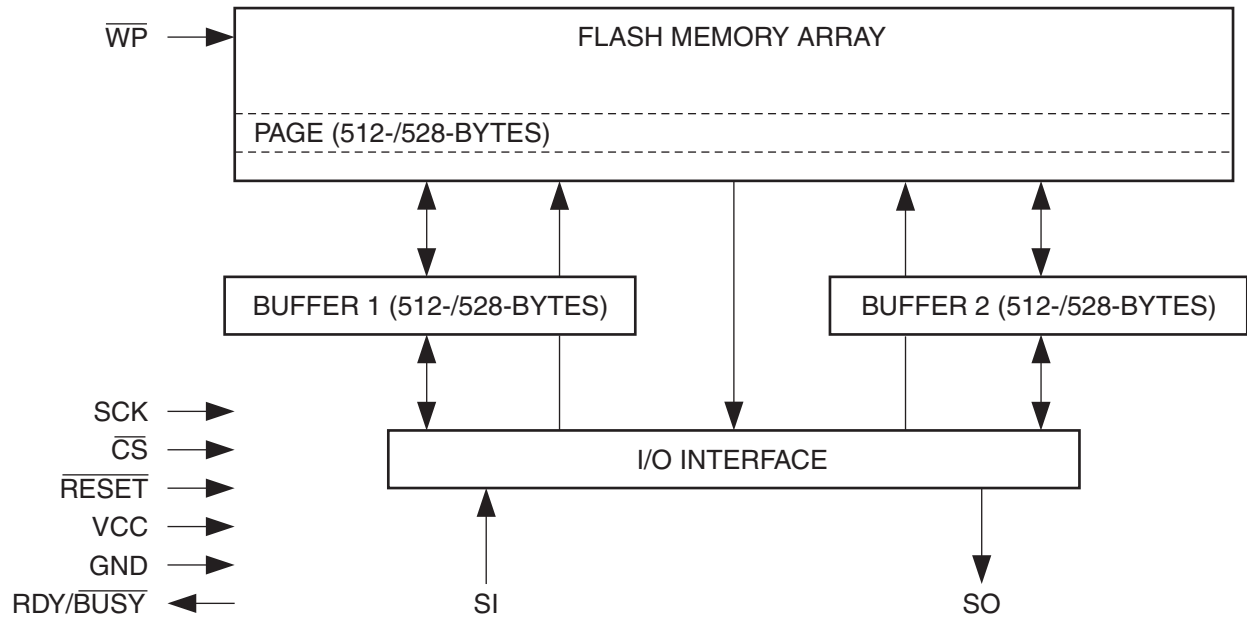 WP
FLASH MEMORY ARRAY
PAGE (512-/528-BYTES)
BUFFER 1 (512-/528-BYTES)
BUFFER 2 (512-/528-BYTES)
SCK
CS
I/O INTERFACE
RESET
VCC
GND
RDY/BUSY
SI
SO